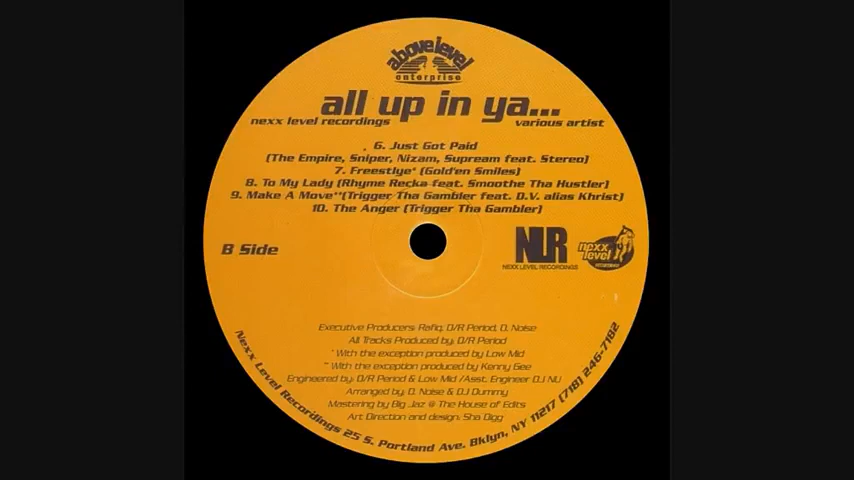 above level
enterprise
all up in ya...
nexx level recordings
various artist
6. Just Got Paid
(The Empire, Sniper, Nizam, Supream feat. Stereo)
7. Freestlye* (Gold'en Smiles)
8. To My Lady (Rhyme Recka feat. Smoothe Tha Hustler)
9. Make A Move**(Trigger Tha Gambler feat. D.V. alias Khrist)
10. The Anger (Trigger Tha Gambler)
B Side
NLR
NEXX LEVEL RECORDINGS
nexx
level
Executive Producers: Rafiq, D/R Period, D. Noise
All Tracks Produced by: D/R Period
* With the exception produced by Low Mid
** With the exception produced by Kenny Gee
Engineered by: D/R Period & Low Mid /Asst. Engineer DJ NU
Arranged by: D. Noise & DJ Dummy
Mastering by Big Jaz @ The House of Edits
Art Direction and design: Sha Digg
Nexx Level Recordings 25 S. Portland Ave. Bklyn, NY 11217 (718) 246-7182